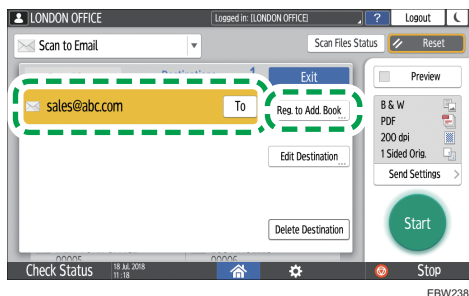 LONDON OFFICE
Logged in: [LONDON OFFICE]
?
Logout
Scan to Email
Scan Files Status
Reset
1
Exit
Preview
sales@abc.com
To
Reg. to Add. Book...
B & W
PDF
200 dpi
1 Sided Orig.
Edit Destination...
Send Settings >
Start
Delete Destination
Check Status
18 Jul. 2018
11 : 18
Stop
EBW238